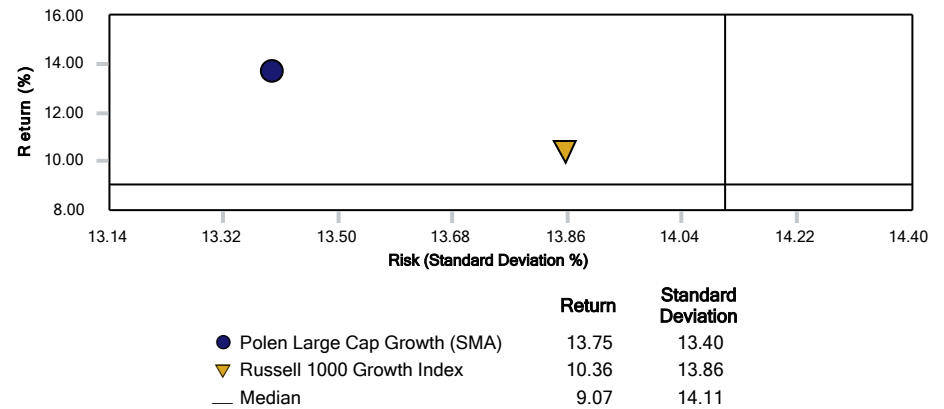 16.00
14.00
12.00
10.00
8.00
Return (%)
13.14 13.32 13.50 13.68 13.86 14.04 14.22 14.40
Risk (Standard Deviation %)
Return Standard Deviation
Polen Large Cap Growth (SMA) 13.75 13.40
Russell 1000 Growth Index 10.36 13.86
Median 9.07 14.11